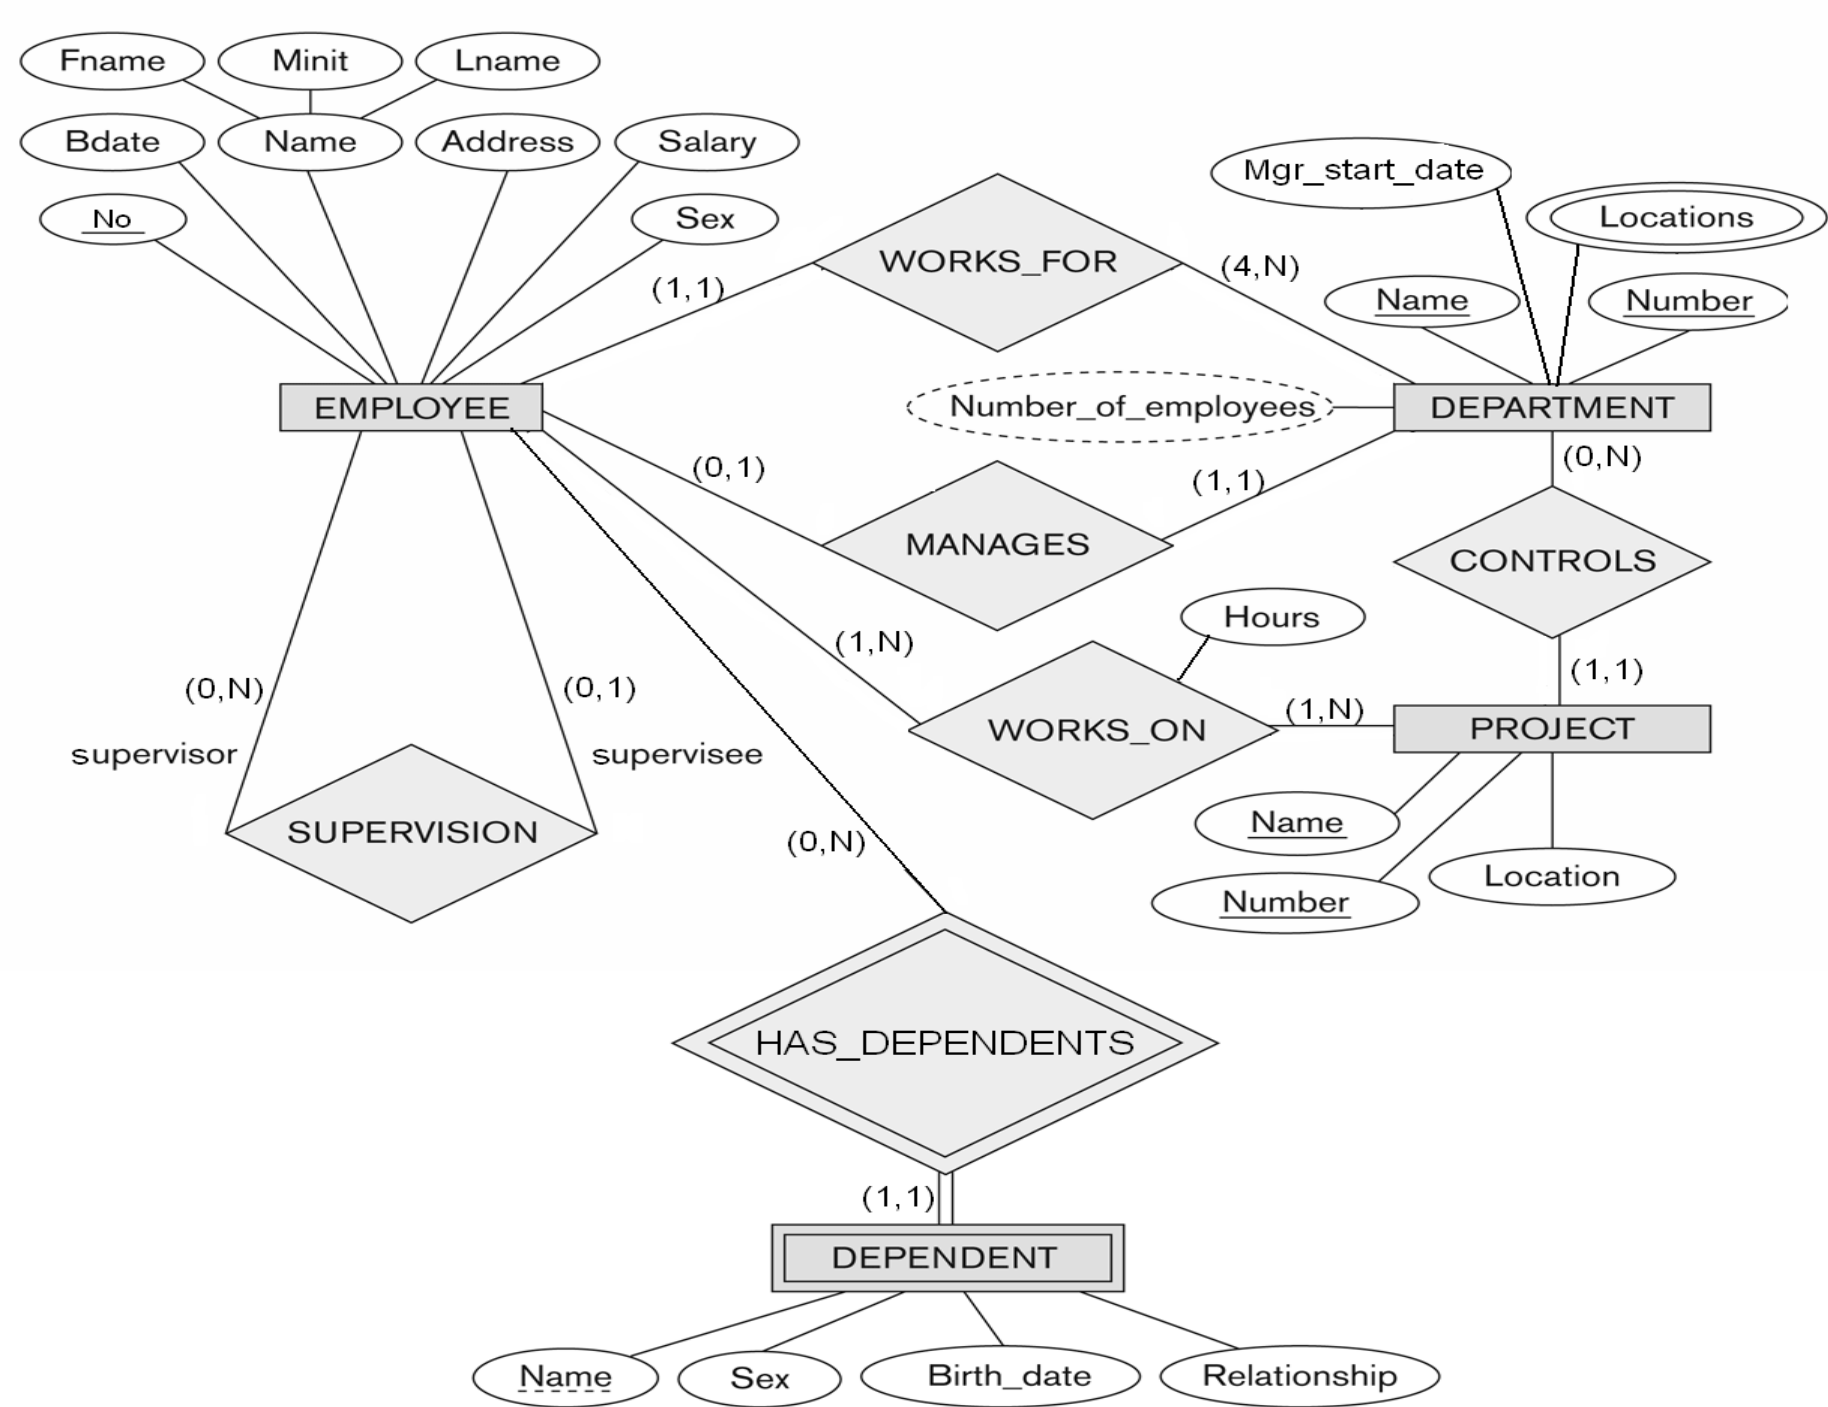 Fname Minit Lname
Bdate Name Address Salary
No Sex
Mgr_start_date
Locations
Name Number
WORKS_FOR
(1,1) (4,N)
EMPLOYEE Number_of_employees DEPARTMENT
(0,1) (1,1) (0,N)
MANAGES CONTROLS
Hours
(1,N) (1,1)
(0,N) (0,1) (1,N)
WORKS_ON PROJECT
supervisor supervisee
SUPERVISION Name
(0,N) Location
Number
HAS_DEPENDENTS
(1,1)
DEPENDENT
Name Sex Birth_date Relationship